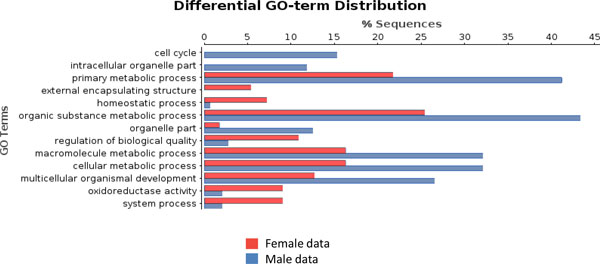 Differential GO-term Distribution
% Sequences
0 5 10 15 20 25 30 35 40 45
GO Terms
cell cycle
intracellular organelle part
primary metabolic process
external encapsulating structure
homeostatic process
organic substance metabolic process
organelle part
regulation of biological quality
macromolecule metabolic process
cellular metabolic process
multicellular organismal development
oxidoreductase activity
system process
Female data
Male data